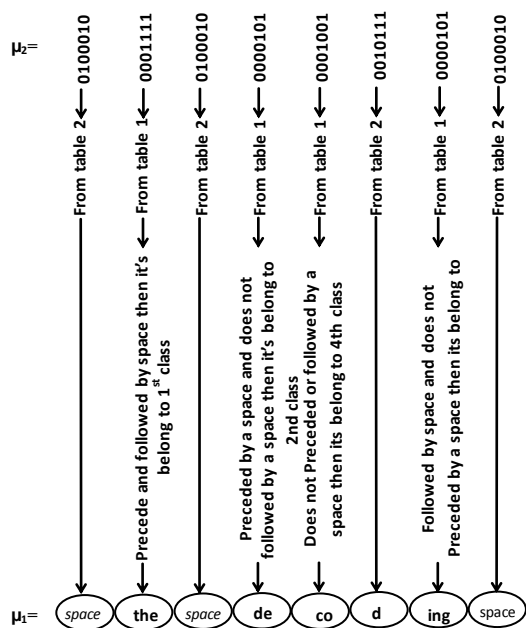 μ₂=
0100010
0001111
0100010
0000101
0001001
0010111
0000101
0100010
From table 2
From table 1
From table 2
From table 1
From table 1
From table 2
From table 1
From table 2
Precede and followed by space then it's
belong to 1st class
Preceded by a space and does not
followed by a space then it's belong to
2nd class
Does not Preceded or followed by a
space then its belong to 4th class
Followed by space and does not
Preceded by a space then its belong to
μ₁=
space
the
space
de
co
d
ing
space